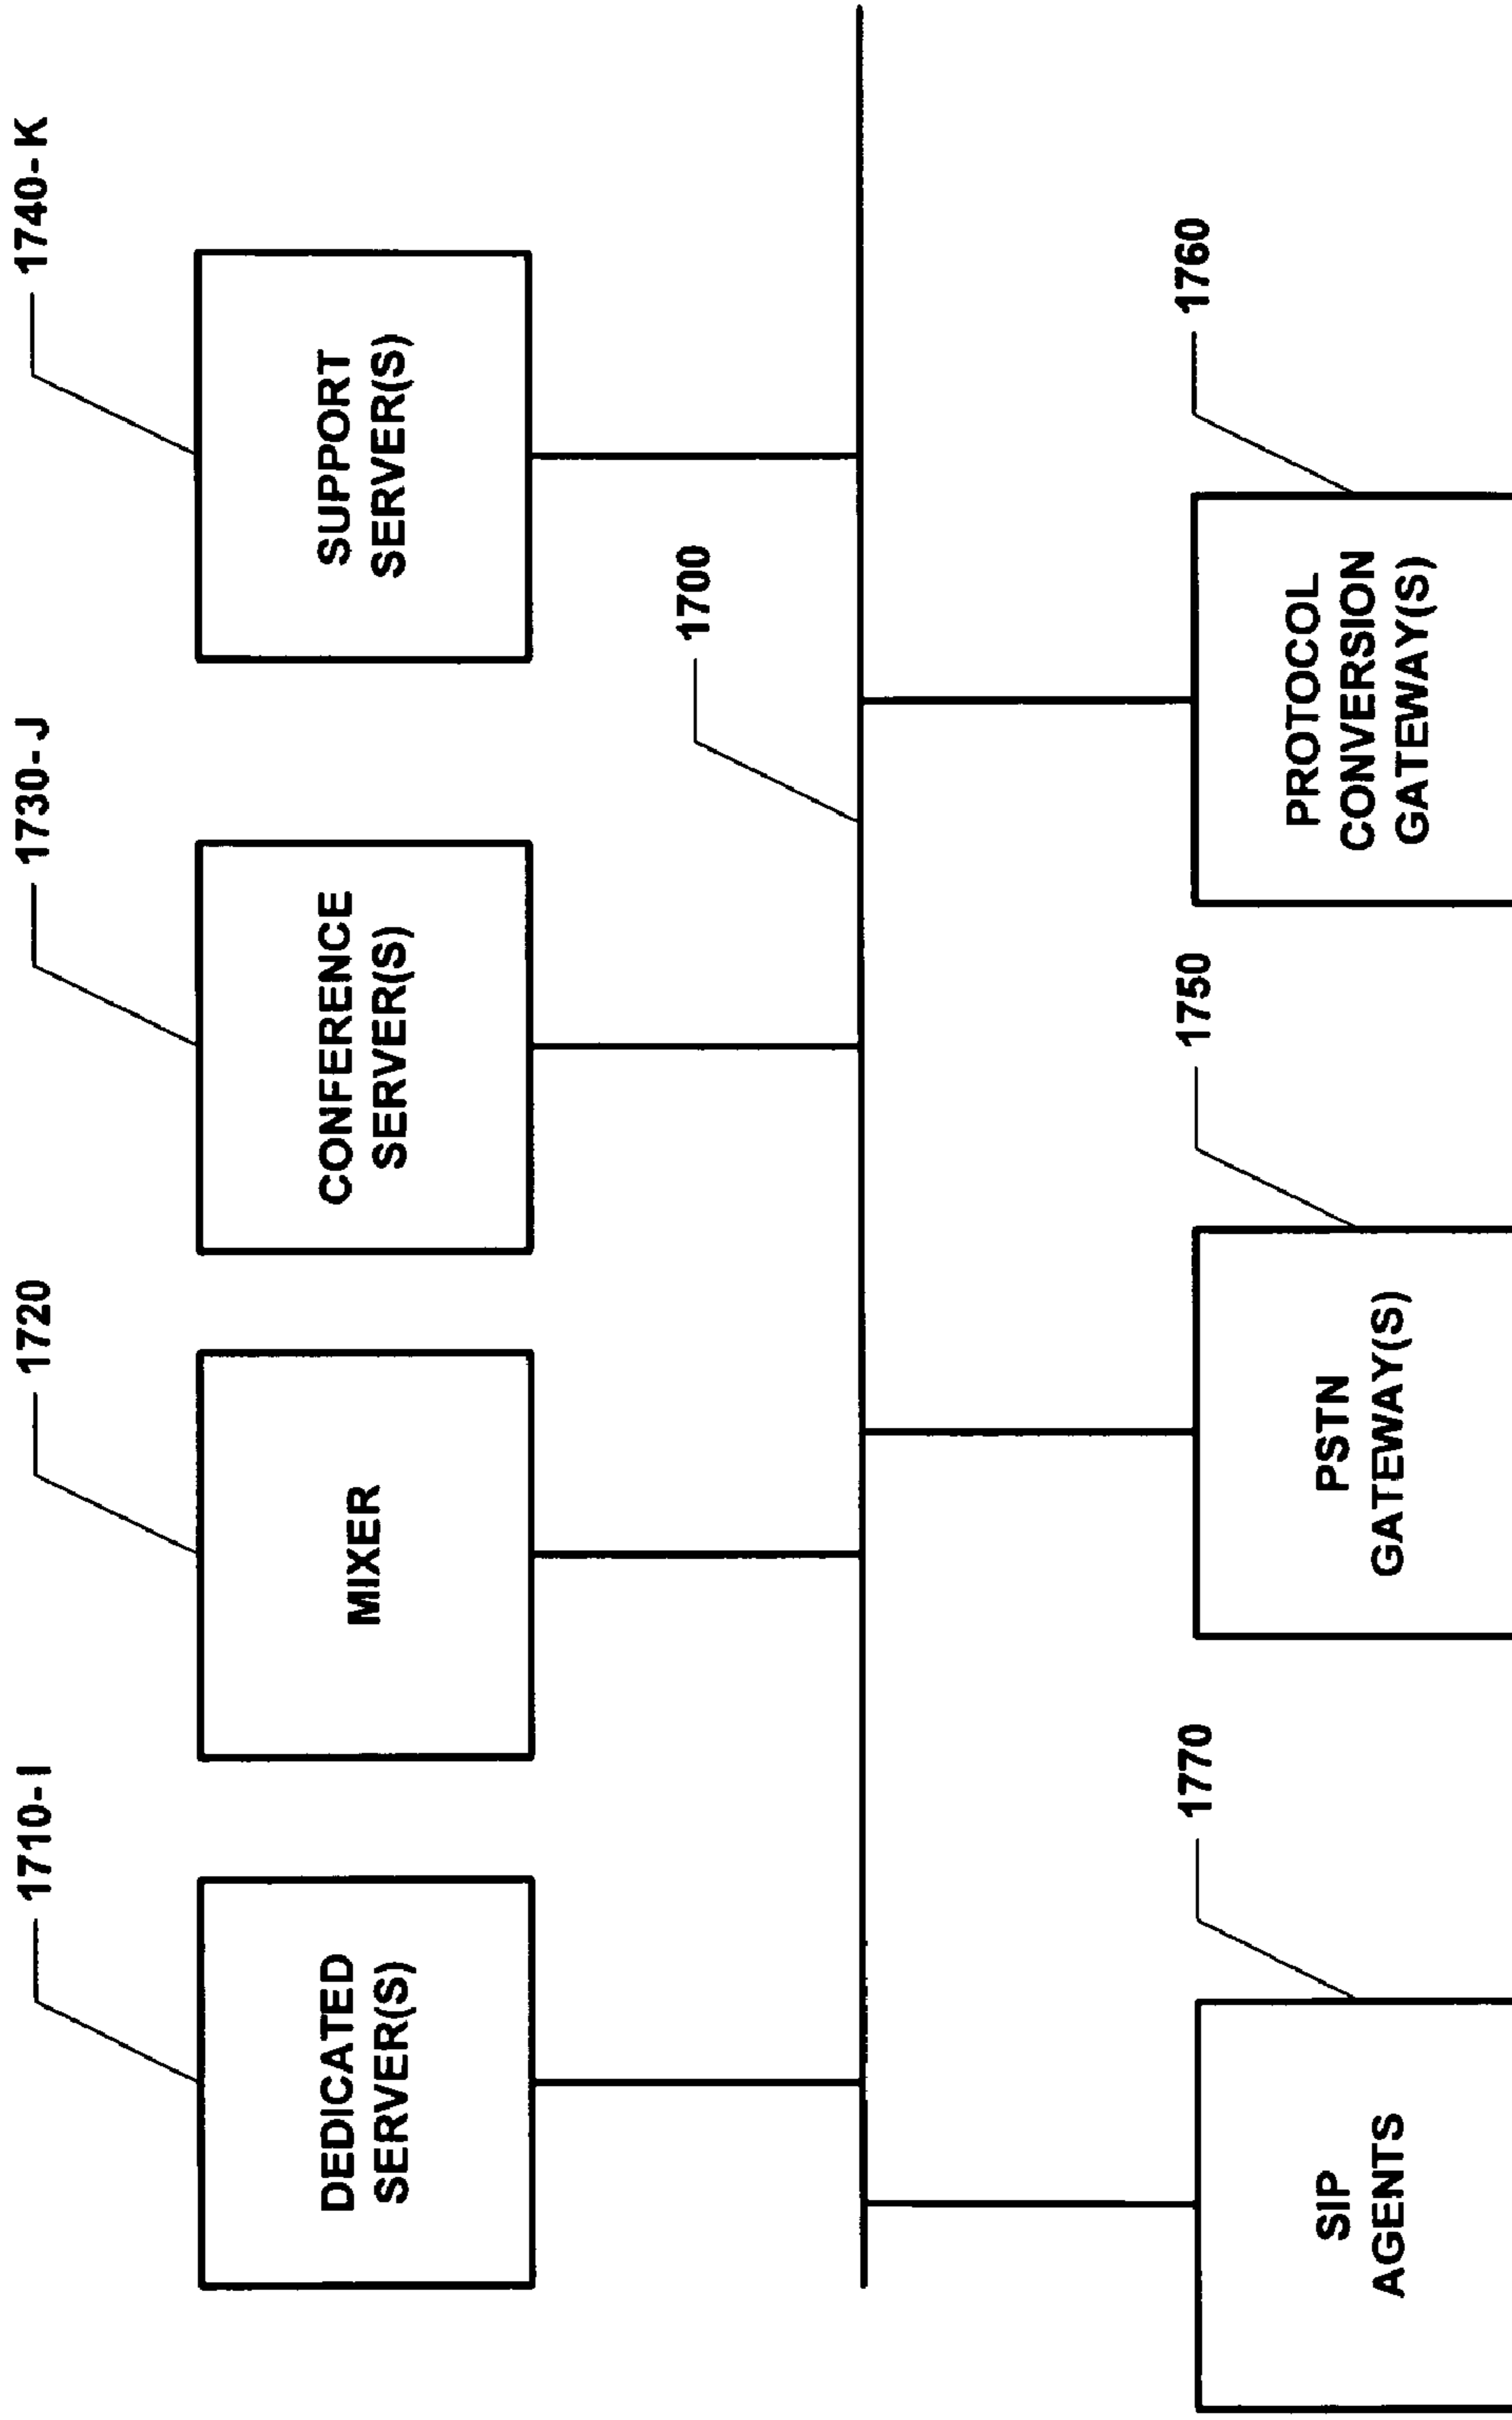 1710-I
1720
1730-J
1740-K
DEDICATED
SERVER(S)
MIXER
CONFERENCE
SERVER(S)
SUPPORT
SERVER(S)
1700
1770
1750
1760
SIP
AGENTS
PSTN
GATEWAY(S)
PROTOCOL
CONVERSION
GATEWAY(S)